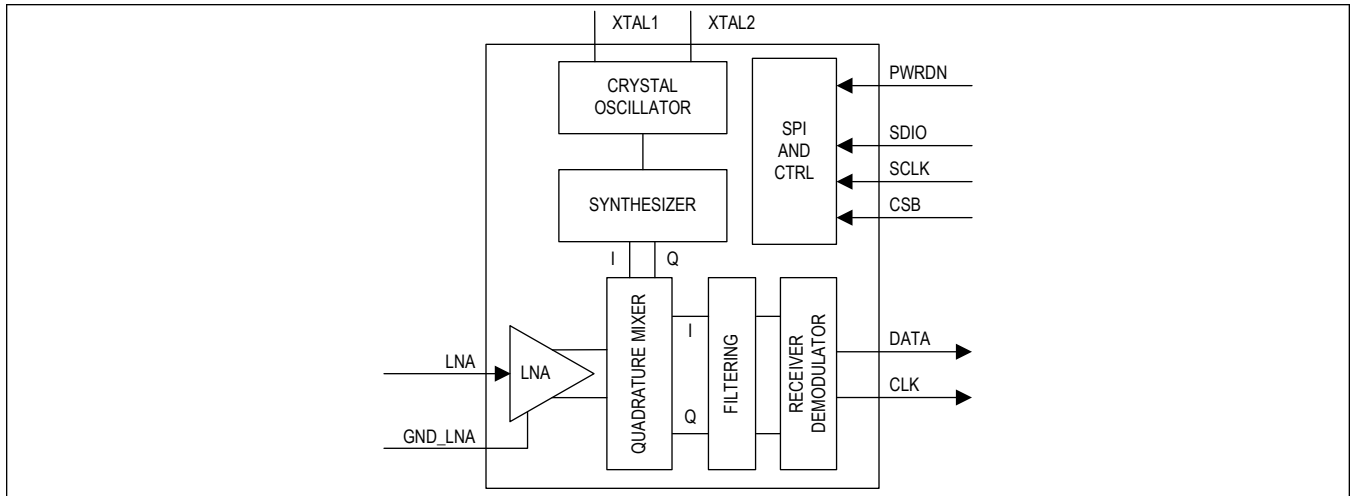 XTAL1 XTAL2
CRYSTAL
OSCILLATOR
SYNTHESIZER
SPI
AND
CTRL
PWRDN
SDIO
SCLK
CSB
I Q
LNA
LNA
GND_LNA
QUADRATURE MIXER
I
Q
FILTERING
RECEIVER
DEMODULATOR
DATA
CLK